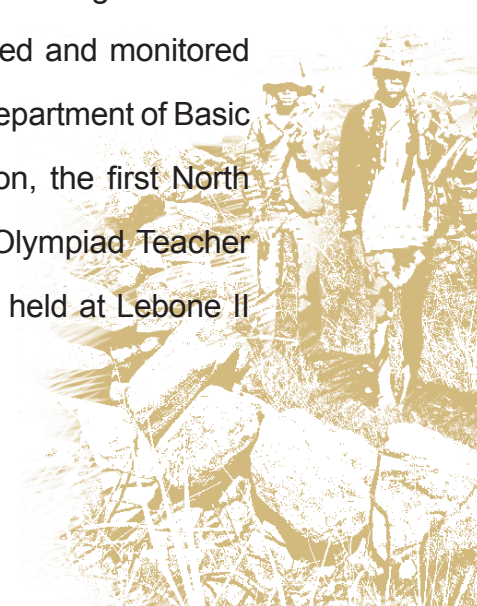 ed and monitored
epartment of Basic
on, the first North
Olympiad Teacher
held at Lebone II